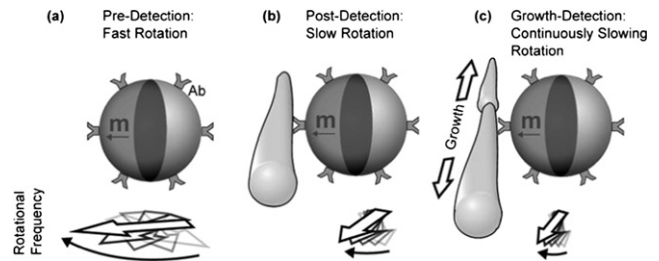 (a) Pre-Detection:
Fast Rotation
(b) Post-Detection:
Slow Rotation
(c) Growth-Detection:
Continuously Slowing
Rotation
Ab
m
m
m
Growth
Rotational
Frequency